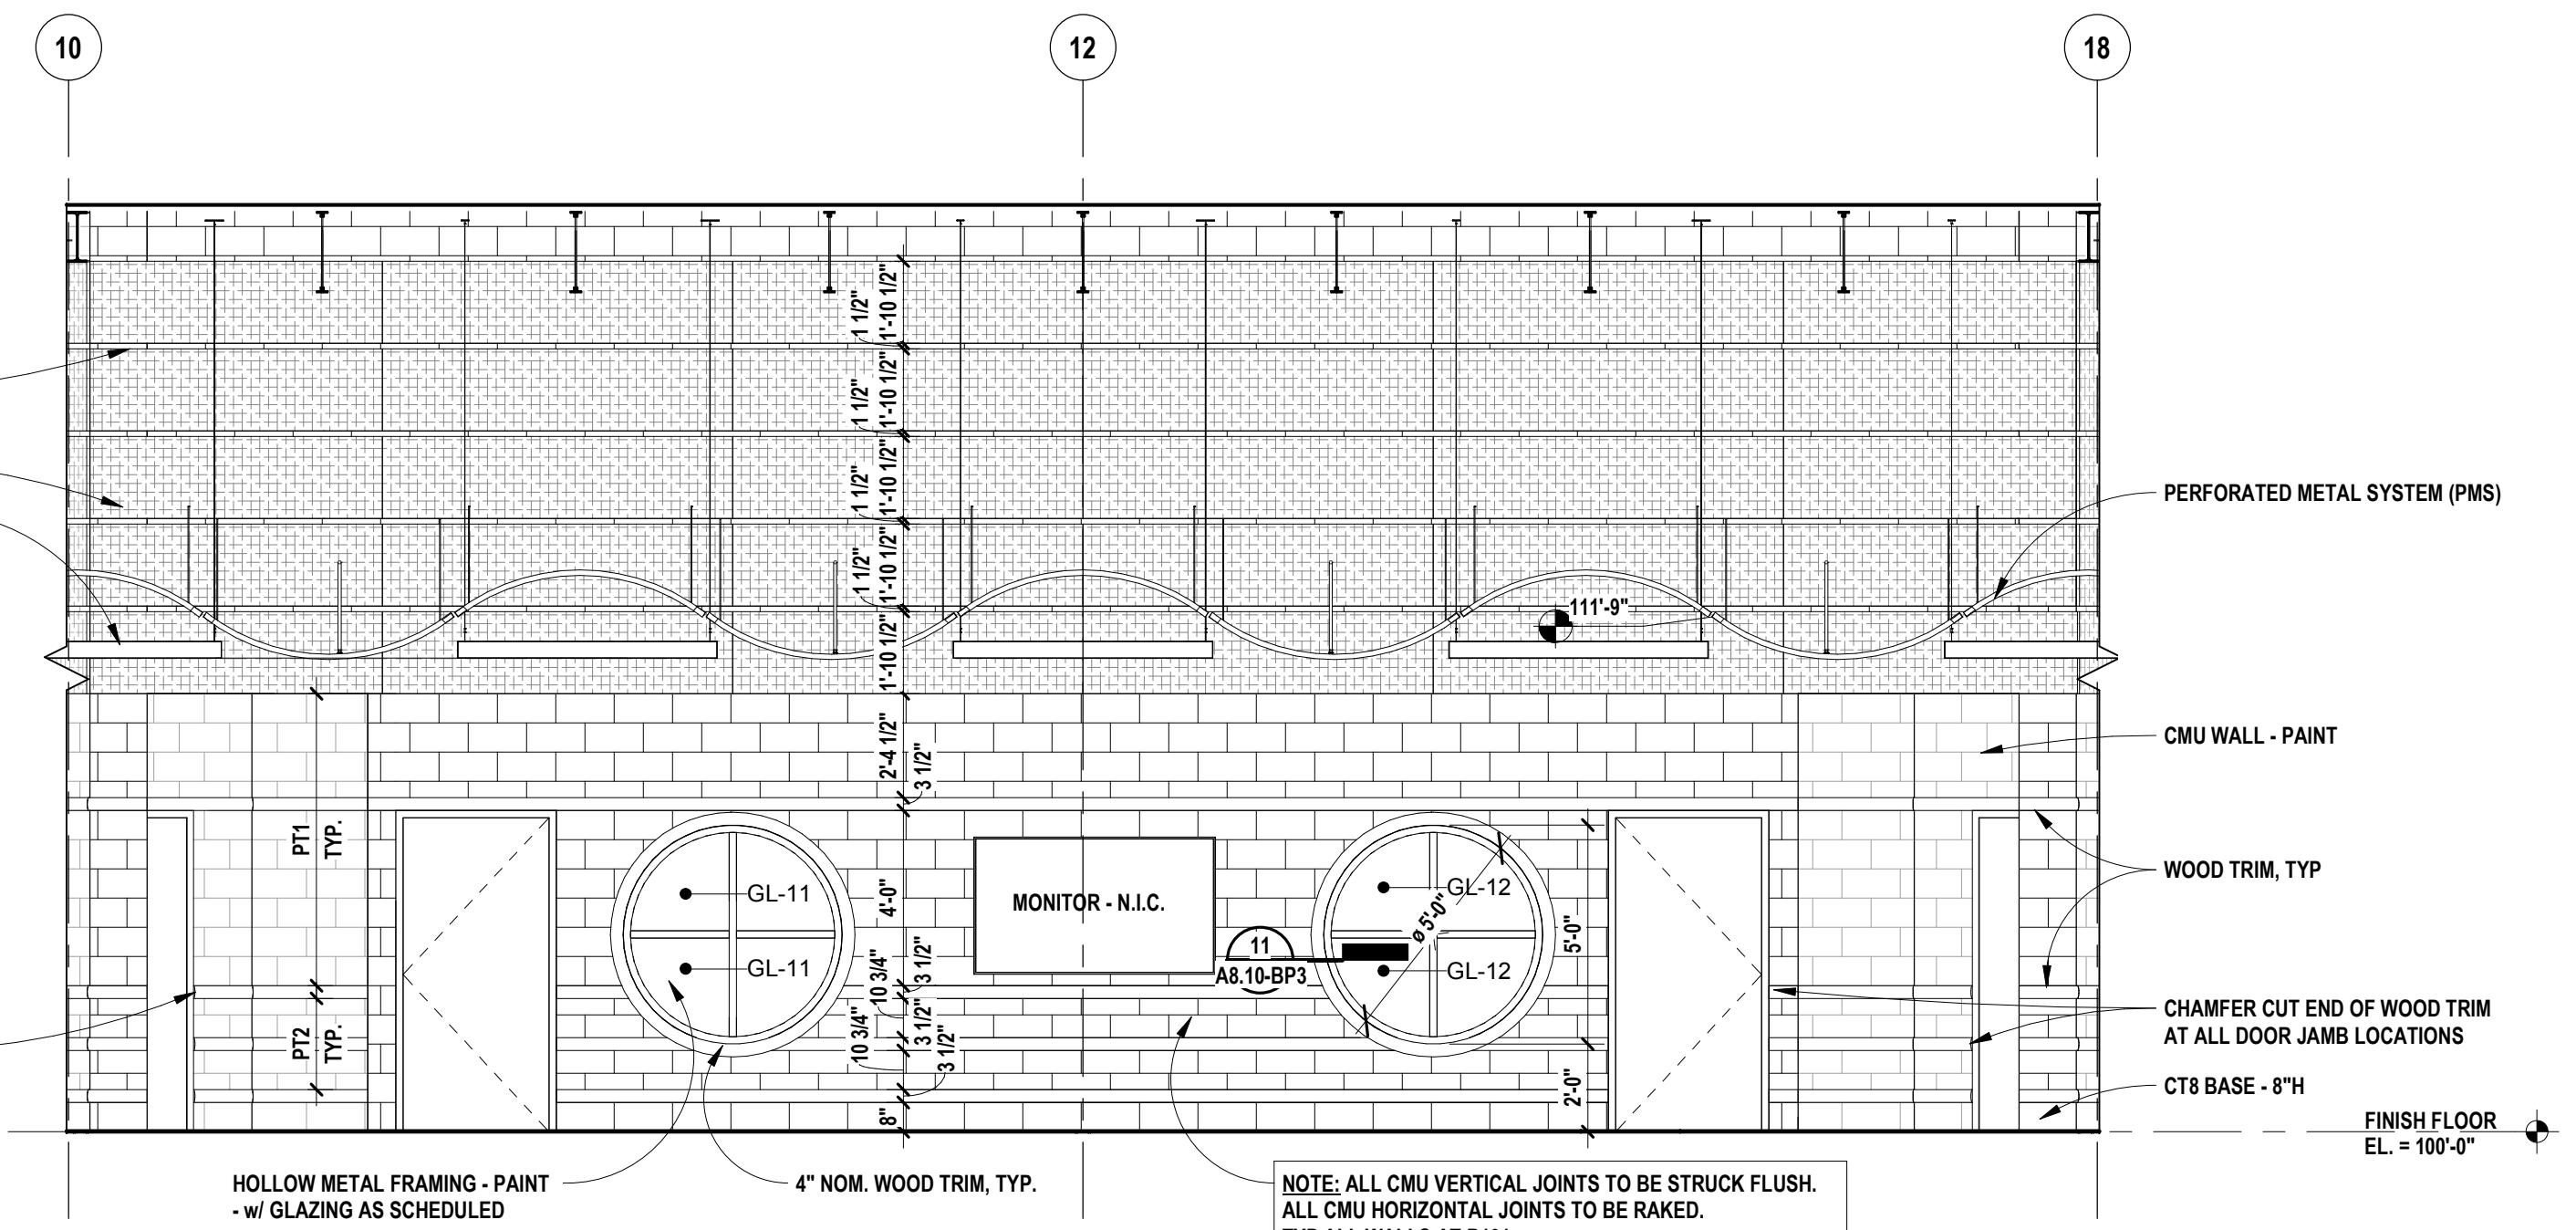 10
12
18
1 1/2"
1'-10 1/2"
1 1/2"
1'-10 1/2"
1 1/2"
1'-10 1/2"
1 1/2"
1'-10 1/2"
1'-10 1/2"
PERFORATED METAL SYSTEM (PMS)
111'-9"
2'-4 1/2"
3 1/2"
CMU WALL - PAINT
PT1
TYP.
WOOD TRIM, TYP
GL-11
GL-11
4'-0"
MONITOR - N.I.C.
GL-12
GL-12
ø 5'-0"
5'-0"
11
A8.10-BP3
3 1/2"
10 3/4"
3 1/2"
10 3/4"
3 1/2"
PT2
TYP.
CHAMFER CUT END OF WOOD TRIM
AT ALL DOOR JAMB LOCATIONS
2'-0"
8"
CT8 BASE - 8"H
FINISH FLOOR
EL. = 100'-0"
HOLLOW METAL FRAMING - PAINT
- w/ GLAZING AS SCHEDULED
4" NOM. WOOD TRIM, TYP.
NOTE: ALL CMU VERTICAL JOINTS TO BE STRUCK FLUSH.
ALL CMU HORIZONTAL JOINTS TO BE RAKED.